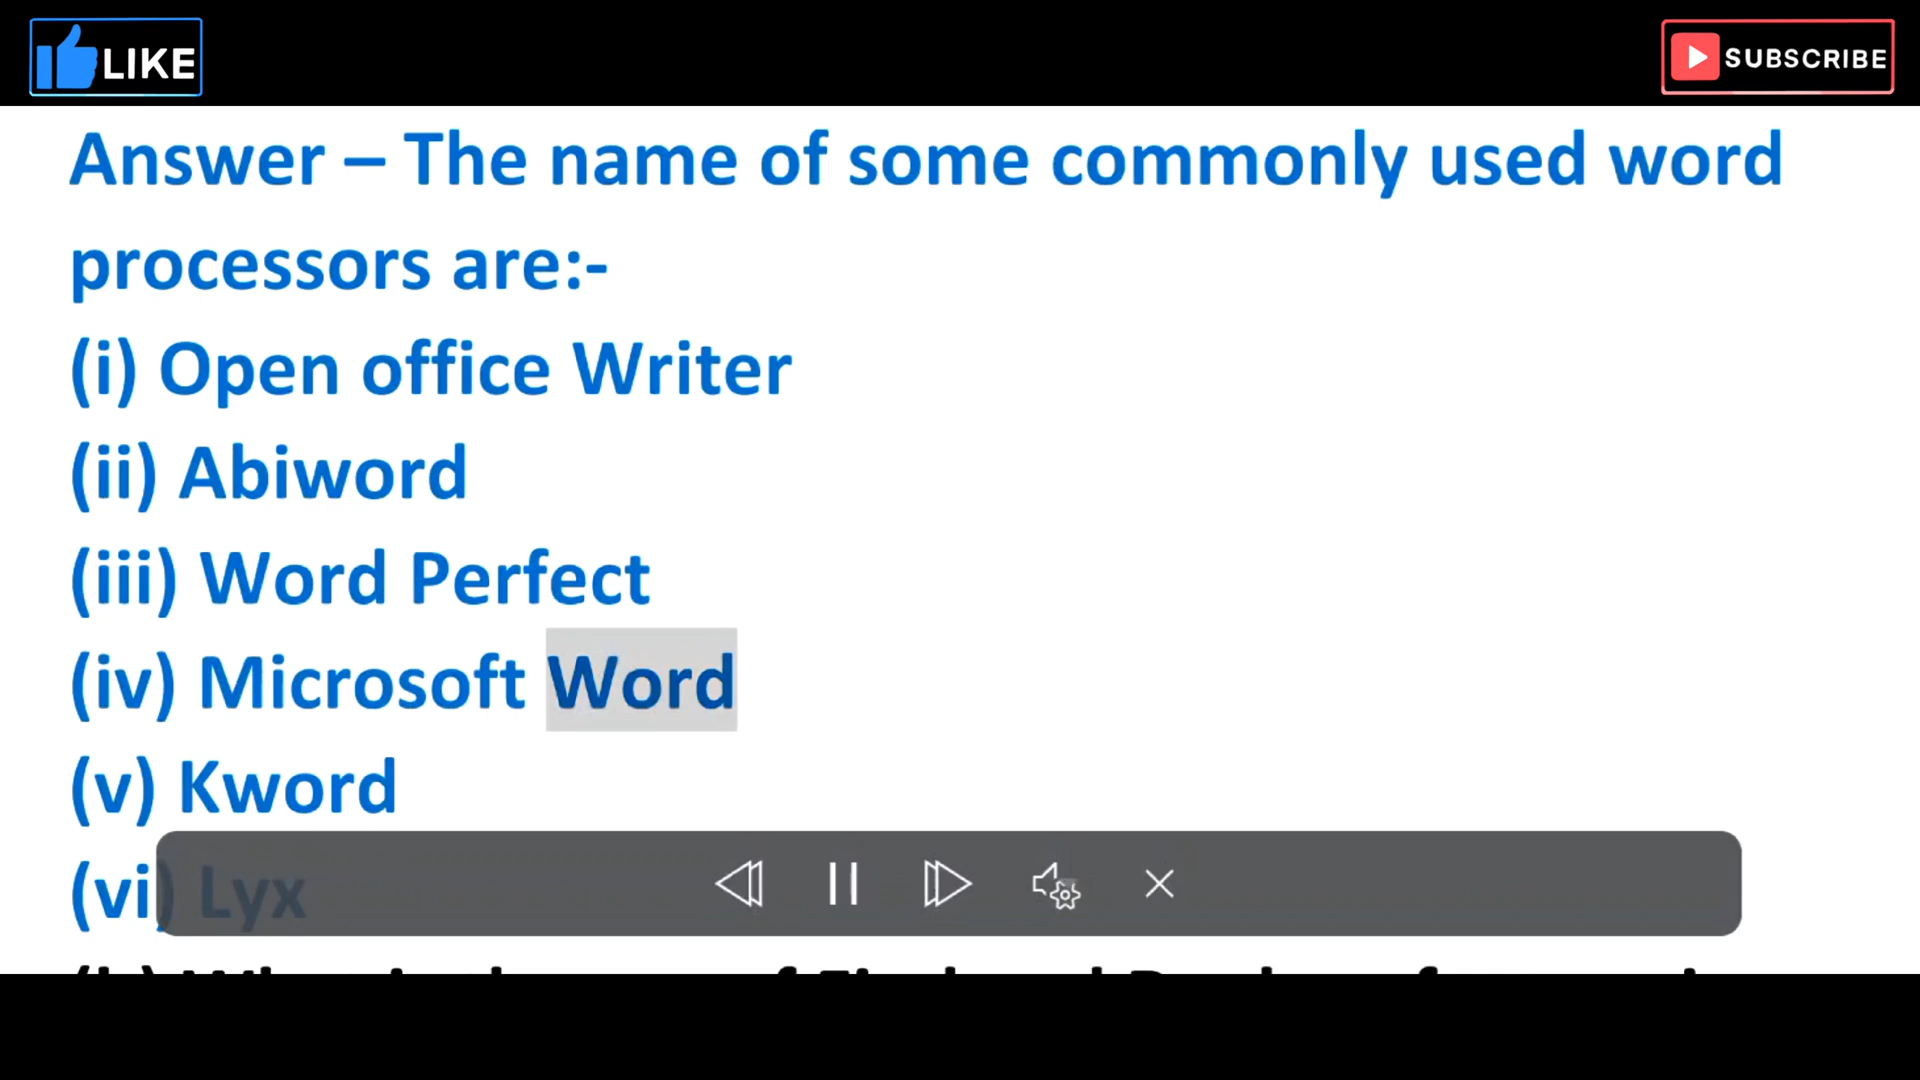 LIKE
SUBSCRIBE
Answer – The name of some commonly used word
processors are:-
(i) Open office Writer
(ii) Abiword
(iii) Word Perfect
(iv) Microsoft Word
(v) Kword
(vi) Lyx